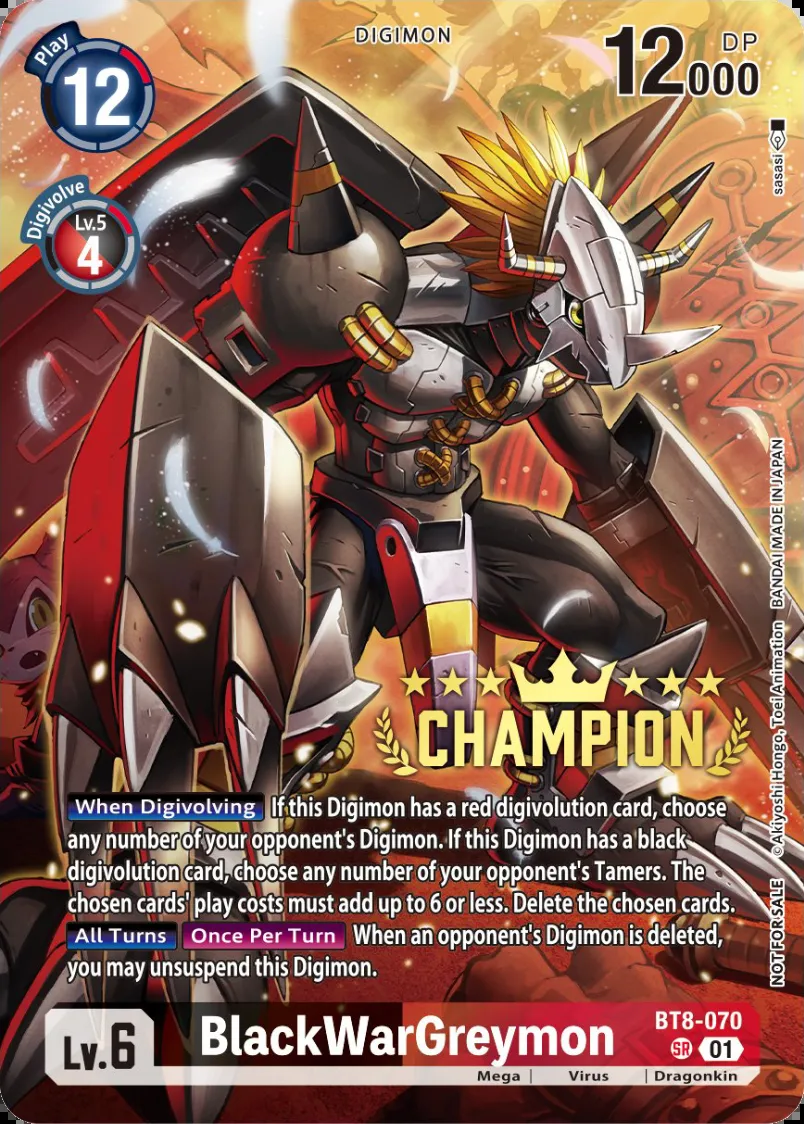 Play
12
DIGIMON
12000
DP
Digivolve
Lv.5
4
sasasi
©Akiyoshi Hongo, Toei Animation BANDAI MADE IN JAPAN
NOT FOR SALE
CHAMPION
When Digivolving If this Digimon has a red digivolution card, choose
any number of your opponent's Digimon. If this Digimon has a black
digivolution card, choose any number of your opponent's Tamers. The
chosen cards' play costs must add up to 6 or less. Delete the chosen cards.
All Turns Once Per Turn When an opponent's Digimon is deleted,
you may unsuspend this Digimon.
Lv.6
BlackWarGreymon
BT8-070
SR 01
Mega | Virus | Dragonkin